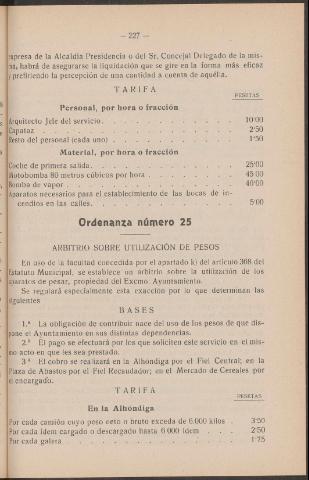 — 227 —
xpresa de la Alcaldía Presidencia o del Sr. Concejal Delegado de la mis-
na, habrá de asegurarse la liquidación que se gire en la forma más eficaz
y prefiriendo la percepción de una cantidad a cuenta de aquélla.
TARIFA
PESETAS
Personal, por hora o fracción
Arquitecto Jefe del servicio. . . . . . . . . . 10'00
Capataz . . . . . . . . . . 2'50
Resto del personal (cada uno) . . . . . . . . . . 1'50
Material, por hora o fracción
Coche de primera salida. . . . . . . . . . 25'00
Motobomba 80 metros cúbicos por hora . . . . . . . 45'00
Bomba de vapor . . . . . . . . . . 40'00
Aparatos necesarios para el establecimiento de las bocas de in-
cendios en las calles. . . . . . . . . . 5'00
Ordenanza número 25
ARBITRIO SOBRE UTILIZACIÓN DE PESOS
En uso de la facultad concedida por el apartado k) del artículo 368 del
Estatuto Municipal, se establece un arbitrio sobre la utilización de los
aparatos de pesar, propiedad del Excmo. Ayuntamiento.
Se regulará especialmente esta exacción por lo que determinan las
siguientes
BASES
1.ª La obligación de contribuir nace del uso de los pesos de que dis-
pone el Ayuntamiento en sus distintas dependencias.
2.ª El pago se efectuará por los que soliciten este servicio en el mis-
mo acto en que les sea prestado.
3.ª El cobro se realizará en la Alhóndiga por el Fiel Central; en la
Plaza de Abastos por el Fiel Recaudador; en el Mercado de Cereales por
el encargado.
TARIFA
PESETAS
En la Alhóndiga
Por cada camión cuyo peso neto o bruto exceda de 6.000 kilos . 3'50
Por cada ídem cargado o descargado hasta 6.000 ídem . . . 2'50
Por cada galera . . . . . . . . . . 1'75